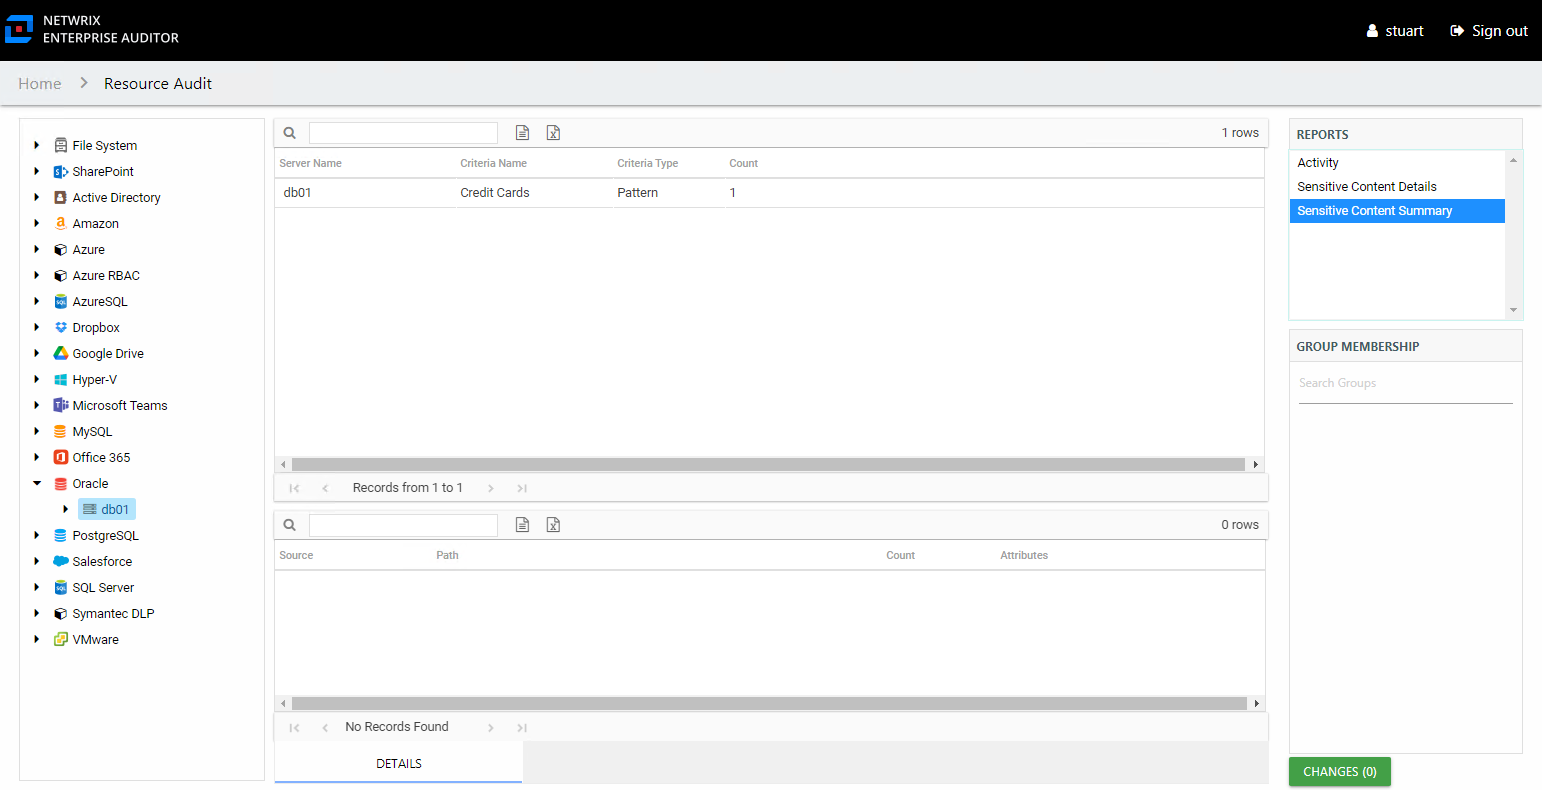 NETWRIX
ENTERPRISE AUDITOR
stuart
Sign out
Home > Resource Audit
File System
SharePoint
Active Directory
Amazon
Azure
Azure RBAC
AzureSQL
Dropbox
Google Drive
Hyper-V
Microsoft Teams
MySQL
Office 365
Oracle
db01
PostgreSQL
Salesforce
SQL Server
Symantec DLP
VMware
1 rows
Server Name Criteria Name Criteria Type Count
db01 Credit Cards Pattern 1
Records from 1 to 1
0 rows
Source Path Count Attributes
No Records Found
DETAILS
REPORTS
Activity
Sensitive Content Details
Sensitive Content Summary
GROUP MEMBERSHIP
Search Groups
CHANGES (0)